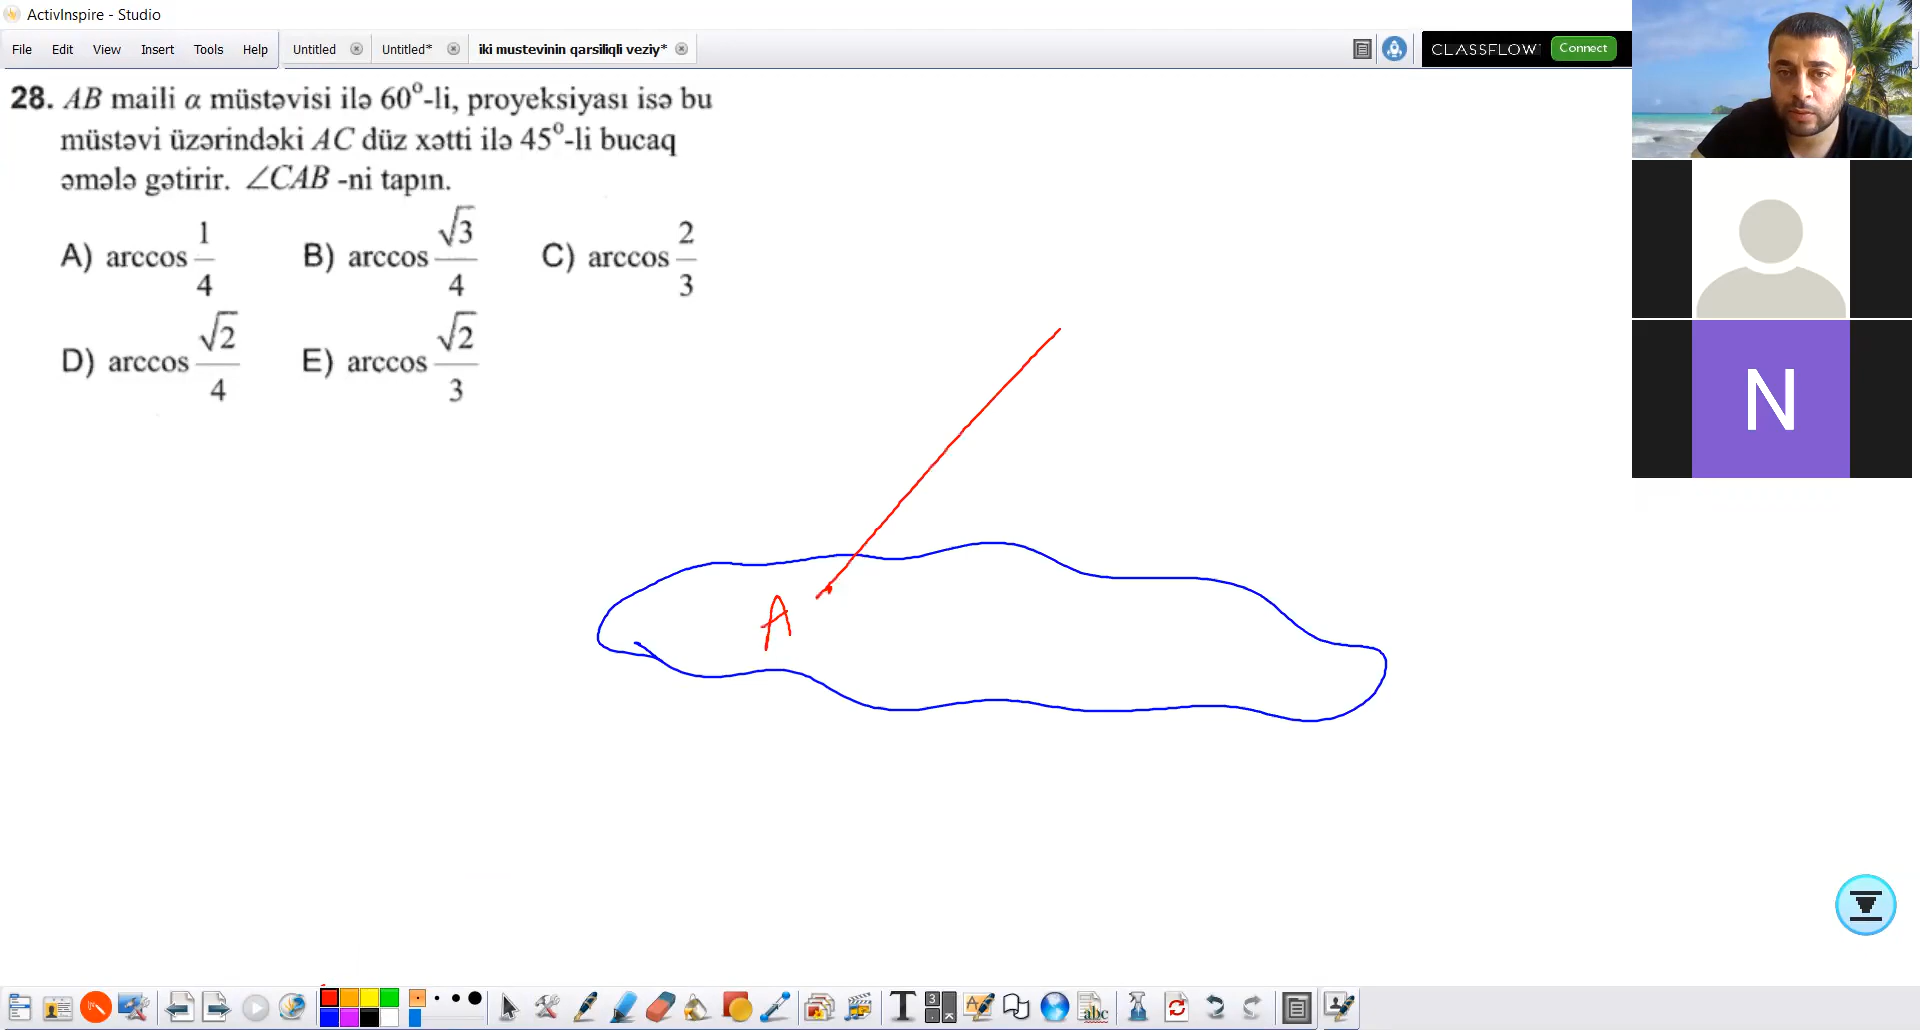 ActivInspire - Studio
File Edit View Insert Tools Help Untitled Untitled* iki mustevinin qarsiliqli veziy* CLASSFLOW Connect
28. AB maili α müstəvisi ilə 60°-li, proyeksiyası isə bu
müstəvi üzərindəki AC düz xətti ilə 45°-li bucaq
əmələ gətirir. ∠CAB -ni tapın.
A) arccos 1/4 B) arccos √3/4 C) arccos 2/3
D) arccos √2/4 E) arccos √2/3
N
A
T
3
abc